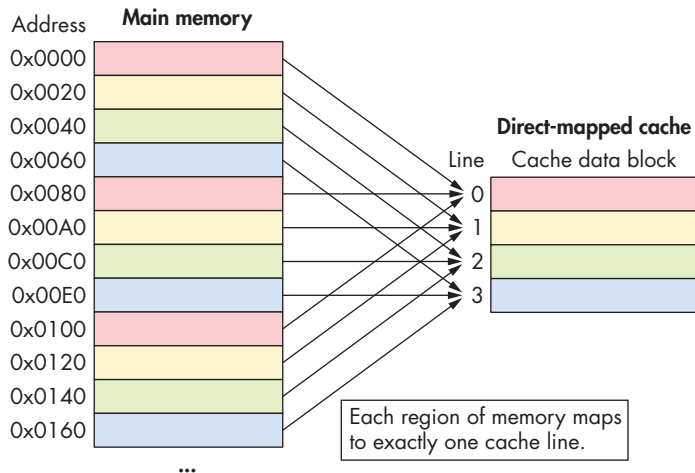 Main memory
Address
0x0000
0x0020
0x0040
0x0060
0x0080
0x00A0
0x00C0
0x00E0
0x0100
0x0120
0x0140
0x0160
...
Direct-mapped cache
Line Cache data block
0
1
2
3
Each region of memory maps
to exactly one cache line.